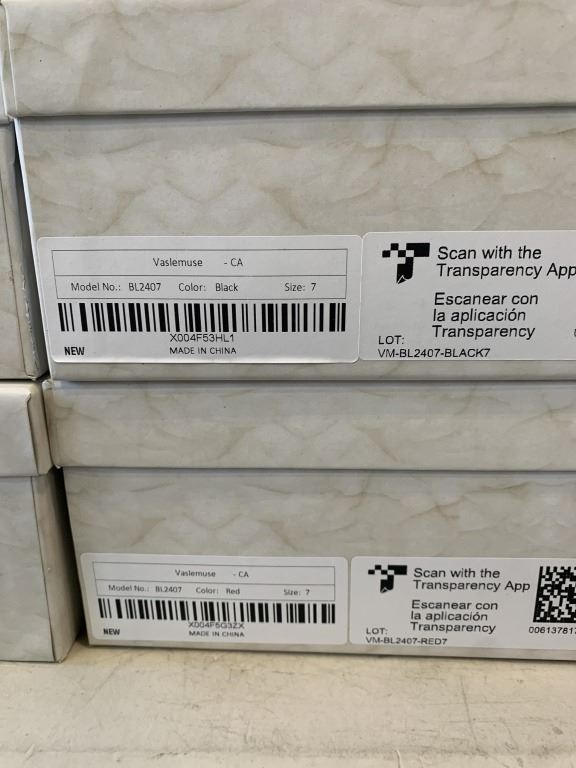 Vaslemuse - CA
Model No.: BL2407 Color: Black Size: 7
X004F53HL1
NEW MADE IN CHINA
Scan with the
Transparency App
Escanear con
la aplicación
Transparency
LOT:
VM-BL2407-BLACK7
Vaslemuse - CA
Model No.: BL2407 Color: Red Size: 7
X004F5G3ZX
NEW MADE IN CHINA
Scan with the
Transparency App
Escanear con
la aplicación
Transparency
LOT:
VM-BL2407-RED7
00613781